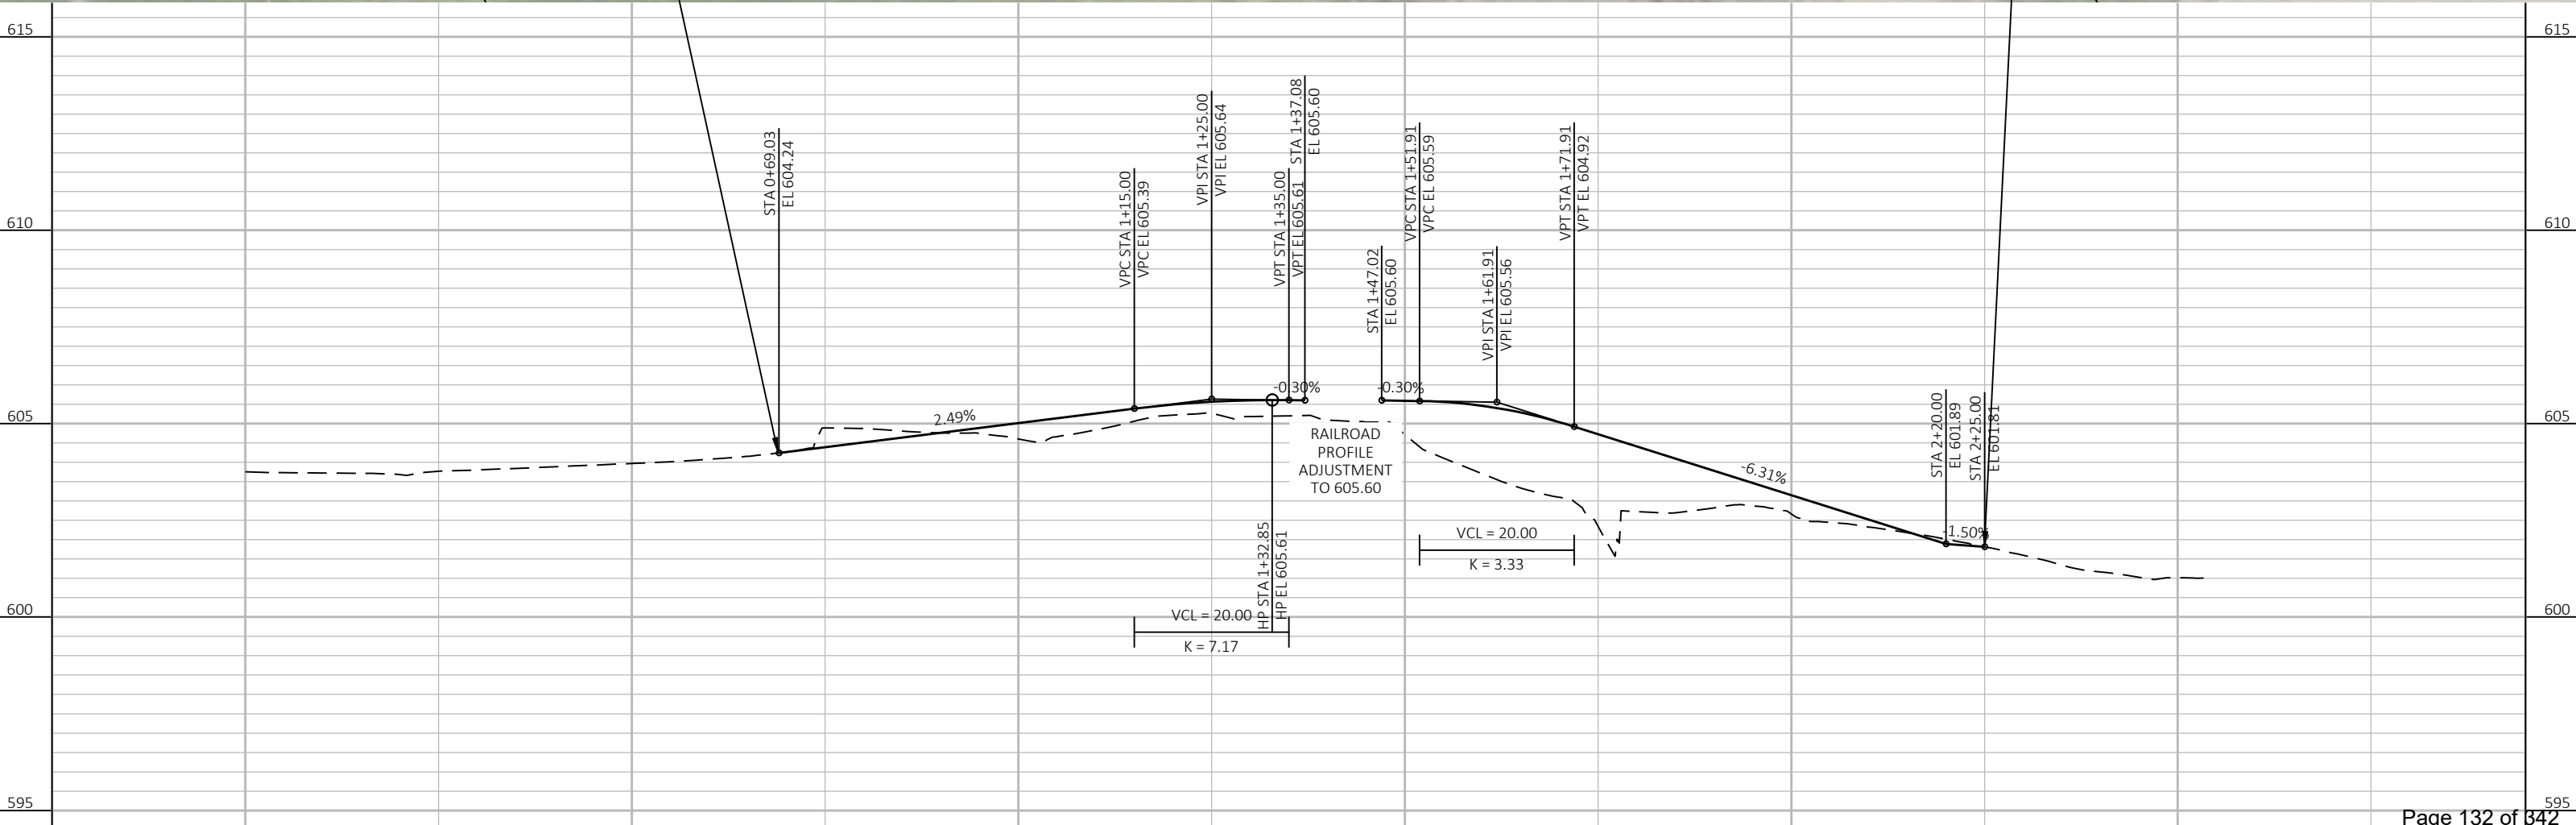 615
615
610
610
605
605
600
600
595
595
STA 0+69.03
EL 604.24
2.49%
VPC STA 1+15.00
VPC EL 605.39
VPI STA 1+25.00
VPI EL 605.64
VPT STA 1+35.00
VPT EL 605.61
STA 1+37.08
EL 605.60
-0.30%
HP STA 1+32.85
HP EL 605.61
VCL = 20.00
K = 7.17
RAILROAD
PROFILE
ADJUSTMENT
TO 605.60
STA 1+47.02
EL 605.60
-0.30%
VPC STA 1+51.91
VPC EL 605.59
VPI STA 1+61.91
VPI EL 605.56
VPT STA 1+71.91
VPT EL 604.92
VCL = 20.00
K = 3.33
-6.31%
STA 2+20.00
EL 601.89
STA 2+25.00
EL 601.81
-1.50%
Page 132 of 342